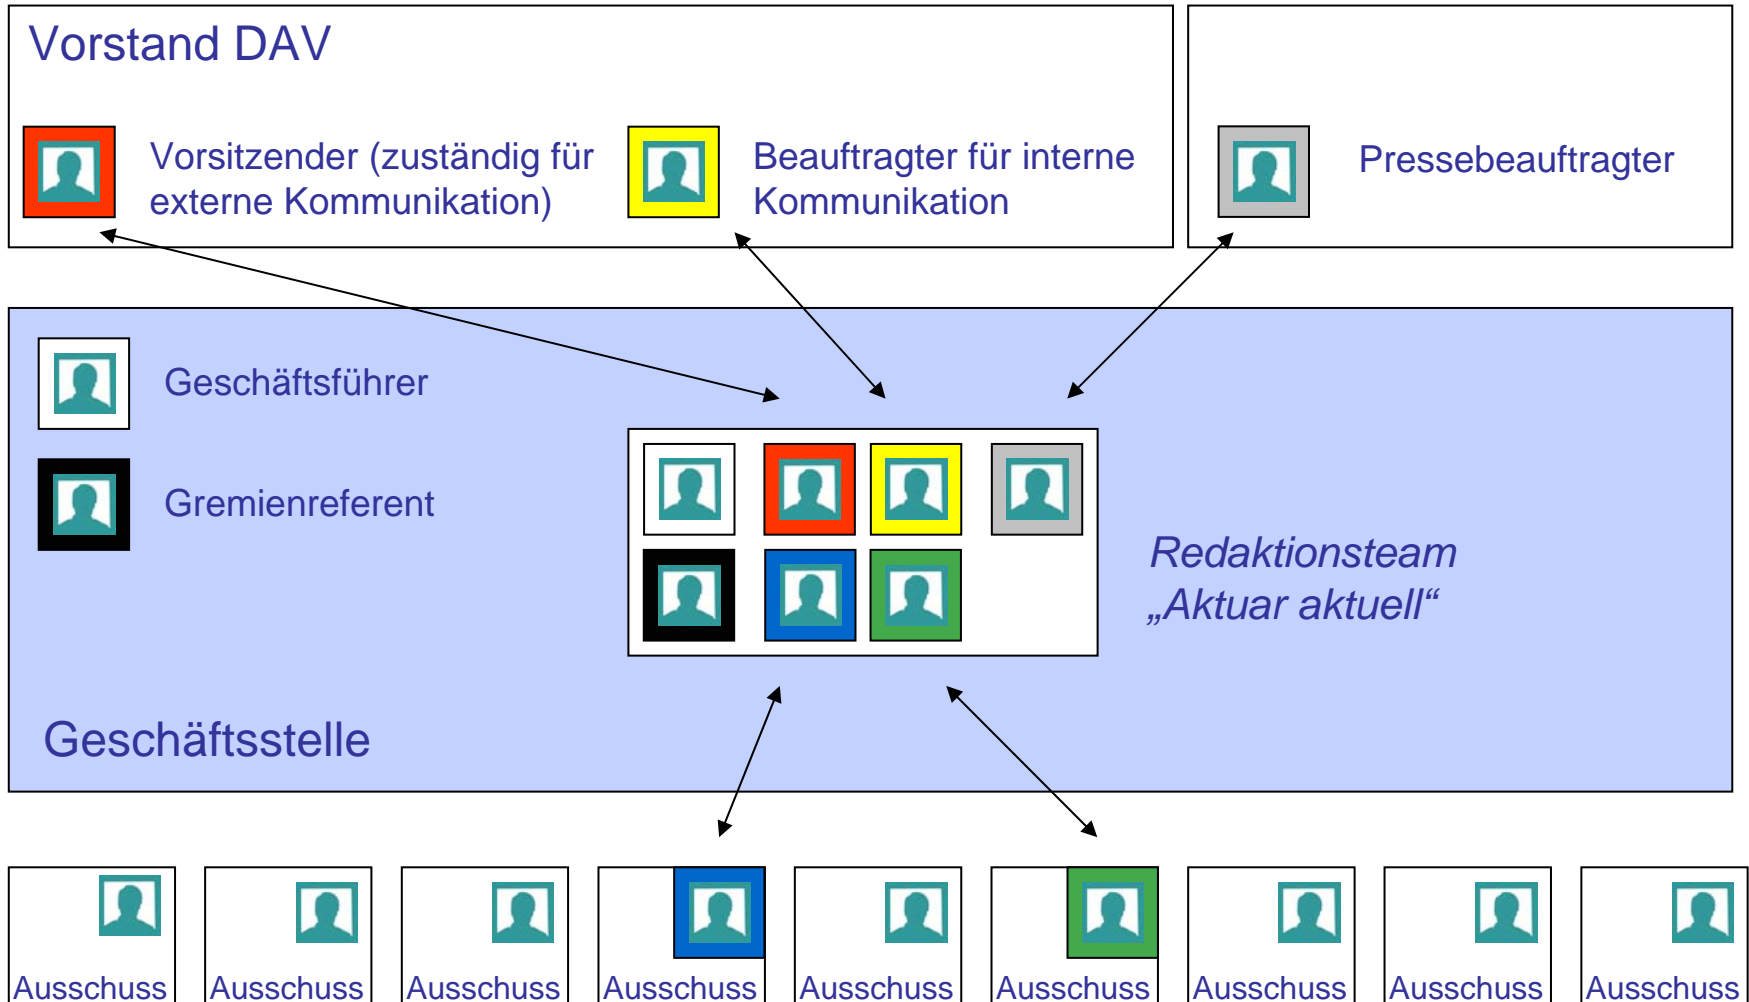 Vorstand DAV
Vorsitzender (zuständig für
externe Kommunikation)
Beauftragter für interne
Kommunikation
Pressebeauftragter
Geschäftsführer
Gremienreferent
Redaktionsteam
„Aktuar aktuell“
Geschäftsstelle
Ausschuss
Ausschuss
Ausschuss
Ausschuss
Ausschuss
Ausschuss
Ausschuss
Ausschuss
Ausschuss